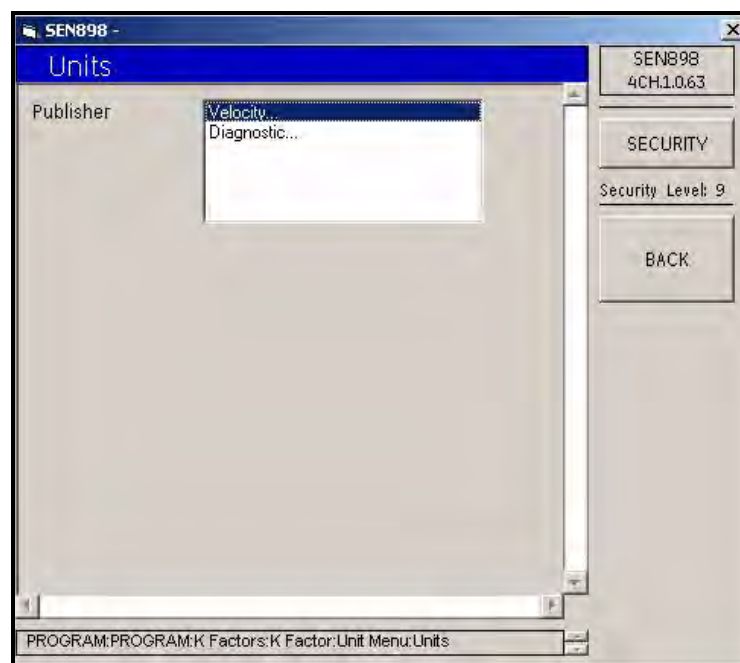 SEN898 -
Units
SEN898
4CH.1.0.63
Publisher
Velocity...
Diagnostic...
SECURITY
Security Level: 9
BACK
PROGRAM:PROGRAM:K Factors:K Factor:Unit Menu:Units